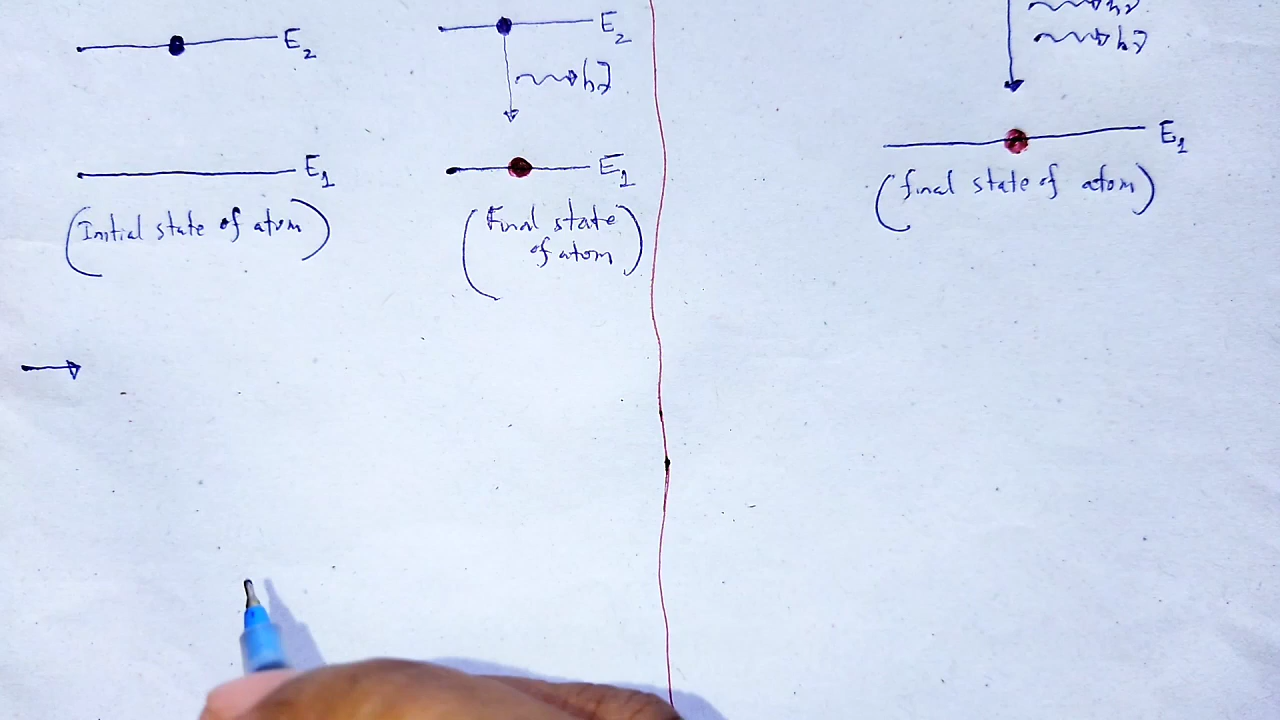 E₂
hν
E₁
(Initial state of atom)
E₂
hν
E₁
(Final state
of atom)
hν
hν
E₁
(final state of atom)